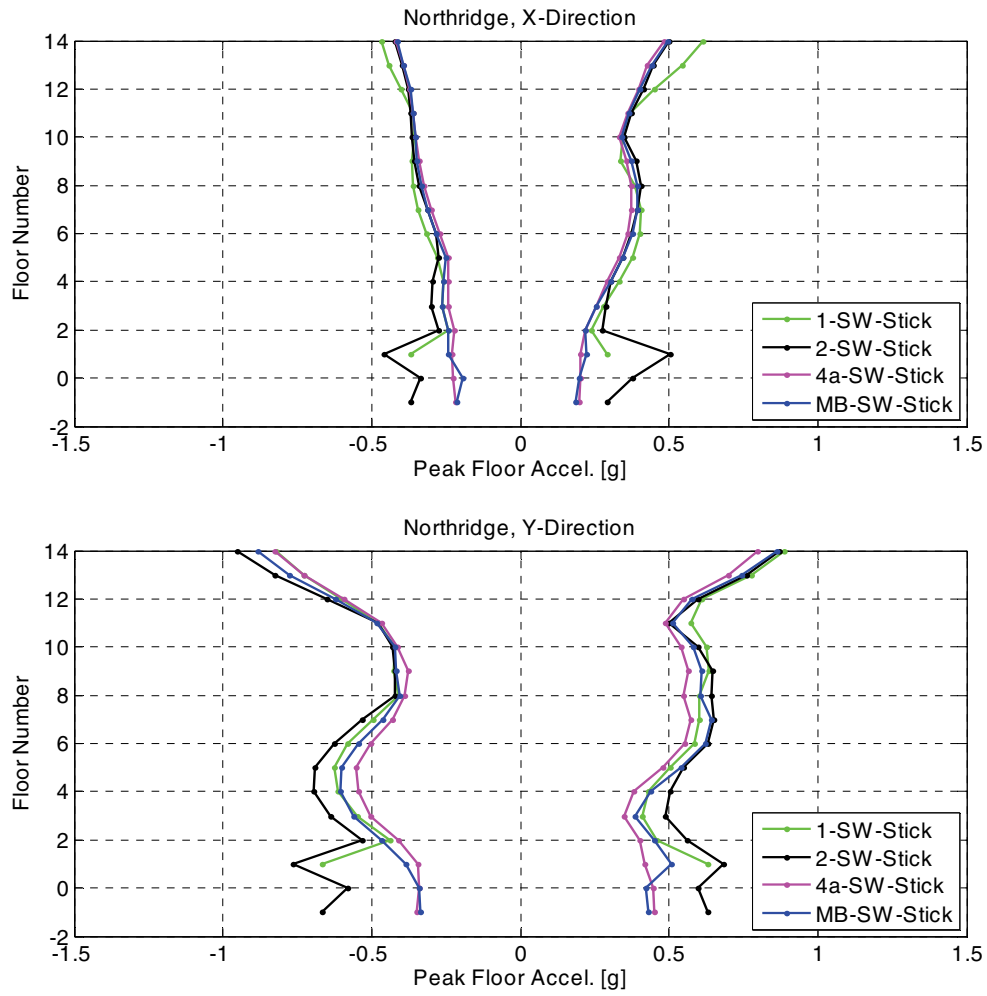 Northridge, X-Direction
14
12
10
8
6
4
2
0
-2
Floor Number
-1.5
-1
-0.5
0
0.5
1
1.5
Peak Floor Accel. [g]
1-SW-Stick
2-SW-Stick
4a-SW-Stick
MB-SW-Stick
Northridge, Y-Direction
14
12
10
8
6
4
2
0
-2
Floor Number
-1.5
-1
-0.5
0
0.5
1
1.5
Peak Floor Accel. [g]
1-SW-Stick
2-SW-Stick
4a-SW-Stick
MB-SW-Stick